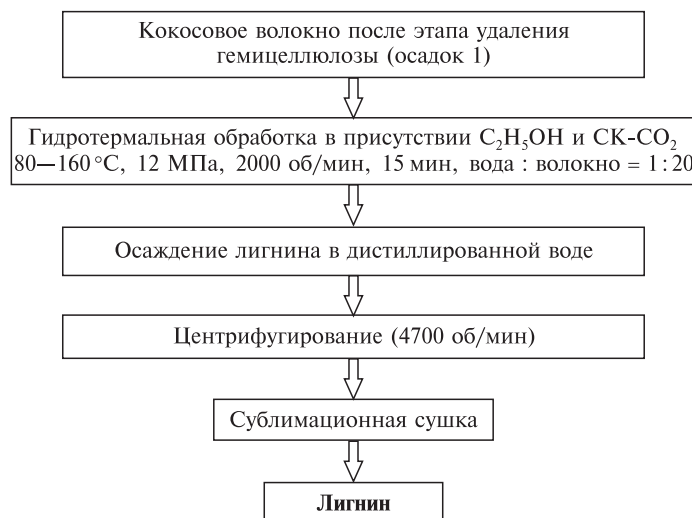 Кокосовое волокно после этапа удаления
гемицеллюлозы (осадок 1)
Гидротермальная обработка в присутствии C₂H₅OH и СК-CO₂
80—160 °C, 12 МПа, 2000 об/мин, 15 мин, вода : волокно = 1 : 20
Осаждение лигнина в дистиллированной воде
Центрифугирование (4700 об/мин)
Сублимационная сушка
Лигнин